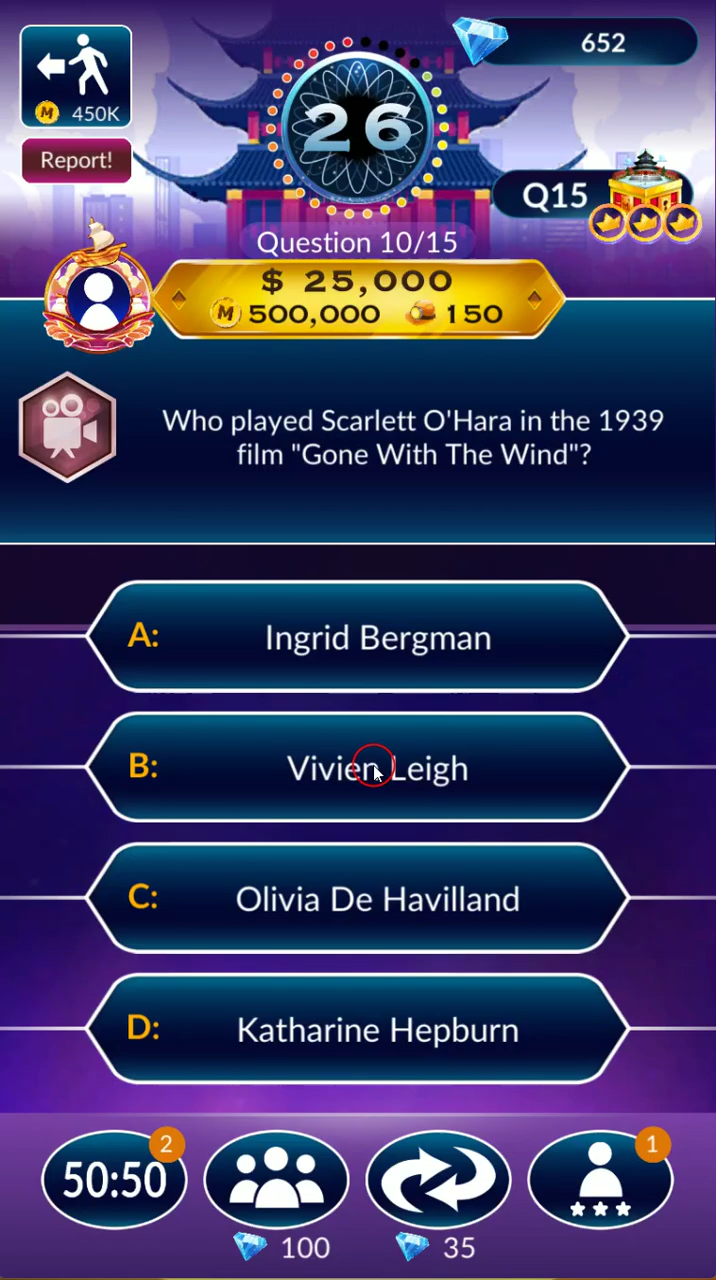 652
26
M 450K
Report!
Q15
Question 10/15
$ 25,000
M 500,000 150
Who played Scarlett O'Hara in the 1939
film "Gone With The Wind"?
A: Ingrid Bergman
B: Vivien Leigh
C: Olivia De Havilland
D: Katharine Hepburn
2
1
50:50
100
35